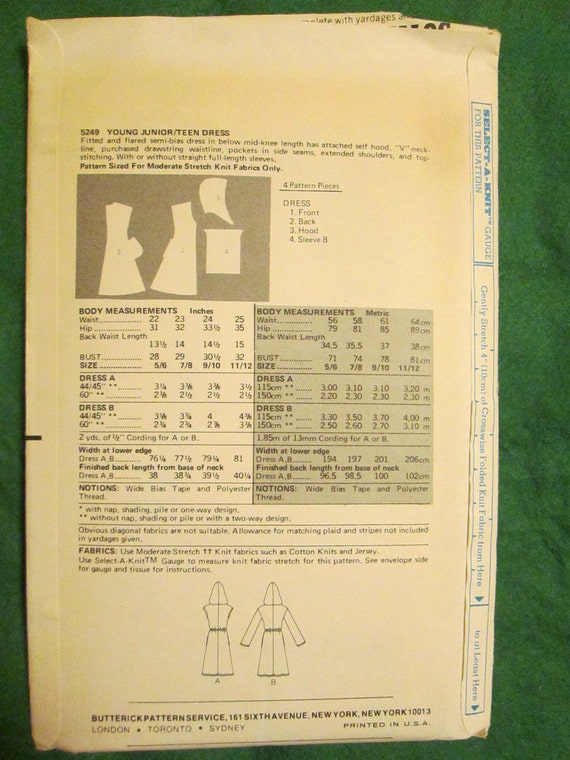 plete with yardages an
5249 YOUNG JUNIOR/TEEN DRESS
Fitted and flared semi-bias dress in below mid-knee length has attached self hood, "V"-neck-
line, purchased drawstring waistline, pockets in side seams, extended shoulders, and top-
stitching. With or without straight full-length sleeves.
Pattern Sized For Moderate Stretch Knit Fabrics Only.
4 Pattern Pieces
DRESS
1. Front
2. Back
3. Hood
4. Sleeve B
2
1
3
4
BODY MEASUREMENTS Inches
Waist 22 23 24 25
Hip 31 32 33½ 35
Back Waist Length
13½ 14 14½ 15
BUST 28 29 30½ 32
SIZE 5/6 7/8 9/10 11/12
DRESS A
44/45" ** 3¼ 3⅜ 3⅜ 3½
60" ** 2⅜ 2½ 2½ 2½
DRESS B
44/45" ** 3⅝ 3¾ 4 4⅜
60" ** 2¾ 2¾ 2⅞ 3⅜
2 yds. of ½" Cording for A or B.
Width at lower edge
Dress A,B 76¼ 77½ 79¼ 81
Finished back length from base of neck
Dress A,B 38 38¾ 39½ 40¼
NOTIONS: Wide Bias Tape and Polyester
Thread.
BODY MEASUREMENTS Metric
Waist 56 58 61 64cm
Hip 79 81 85 89cm
Back Waist Length
34.5 35.5 37 38cm
BUST 71 74 78 81cm
SIZE 5/6 7/8 9/10 11/12
DRESS A
115cm ** 3.00 3.10 3.10 3.20 m
150cm ** 2.20 2.30 2.30 2.30 m
DRESS B
115cm ** 3.30 3.50 3.70 4.00 m
150cm ** 2.50 2.60 2.70 3.10 m
1.85m of 13mm Cording for A or B.
Width at lower edge
Dress A,B 194 197 201 206cm
Finished back length from base of neck
Dress A,B 96.5 98.5 100 102cm
NOTIONS: Wide Bias Tape and Polyester
Thread.
* with nap, shading, pile or one-way design.
** without nap, shading or pile or with a two-way design.
Obvious diagonal fabrics are not suitable. Allowance for matching plaid and stripes not included
in yardages given.
FABRICS: Use Moderate Stretch †† Knit fabrics such as Cotton Knits and Jersey.
Use Select-A-Knit™ Gauge to measure knit fabric stretch for this pattern. See envelope side
for gauge and tissue for instructions.
A
B
BUTTERICK PATTERN SERVICE, 161 SIXTH AVENUE, NEW YORK, NEW YORK 10013
LONDON • TORONTO • SYDNEY PRINTED IN U.S.A.
SELECT-A-KNIT™ GAUGE
FOR THIS PATTERN
Gently Stretch 4" (10cm) of Crosswise Folded Knit Fabric from Here
to at Least Here